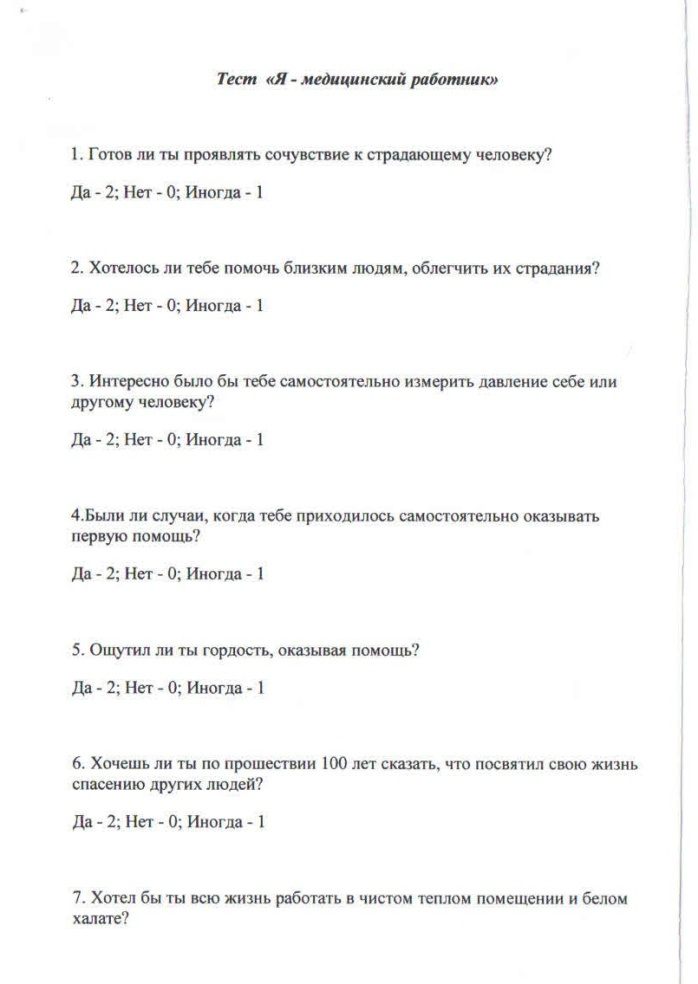 Тест «Я - медицинский работник»
1. Готов ли ты проявлять сочувствие к страдающему человеку?
Да - 2; Нет - 0; Иногда - 1
2. Хотелось ли тебе помочь близким людям, облегчить их страдания?
Да - 2; Нет - 0; Иногда - 1
3. Интересно было бы тебе самостоятельно измерить давление себе или
другому человеку?
Да - 2; Нет - 0; Иногда - 1
4.Были ли случаи, когда тебе приходилось самостоятельно оказывать
первую помощь?
Да - 2; Нет - 0; Иногда - 1
5. Ощутил ли ты гордость, оказывая помощь?
Да - 2; Нет - 0; Иногда - 1
6. Хочешь ли ты по прошествии 100 лет сказать, что посвятил свою жизнь
спасению других людей?
Да - 2; Нет - 0; Иногда - 1
7. Хотел бы ты всю жизнь работать в чистом теплом помещении и белом
халате?